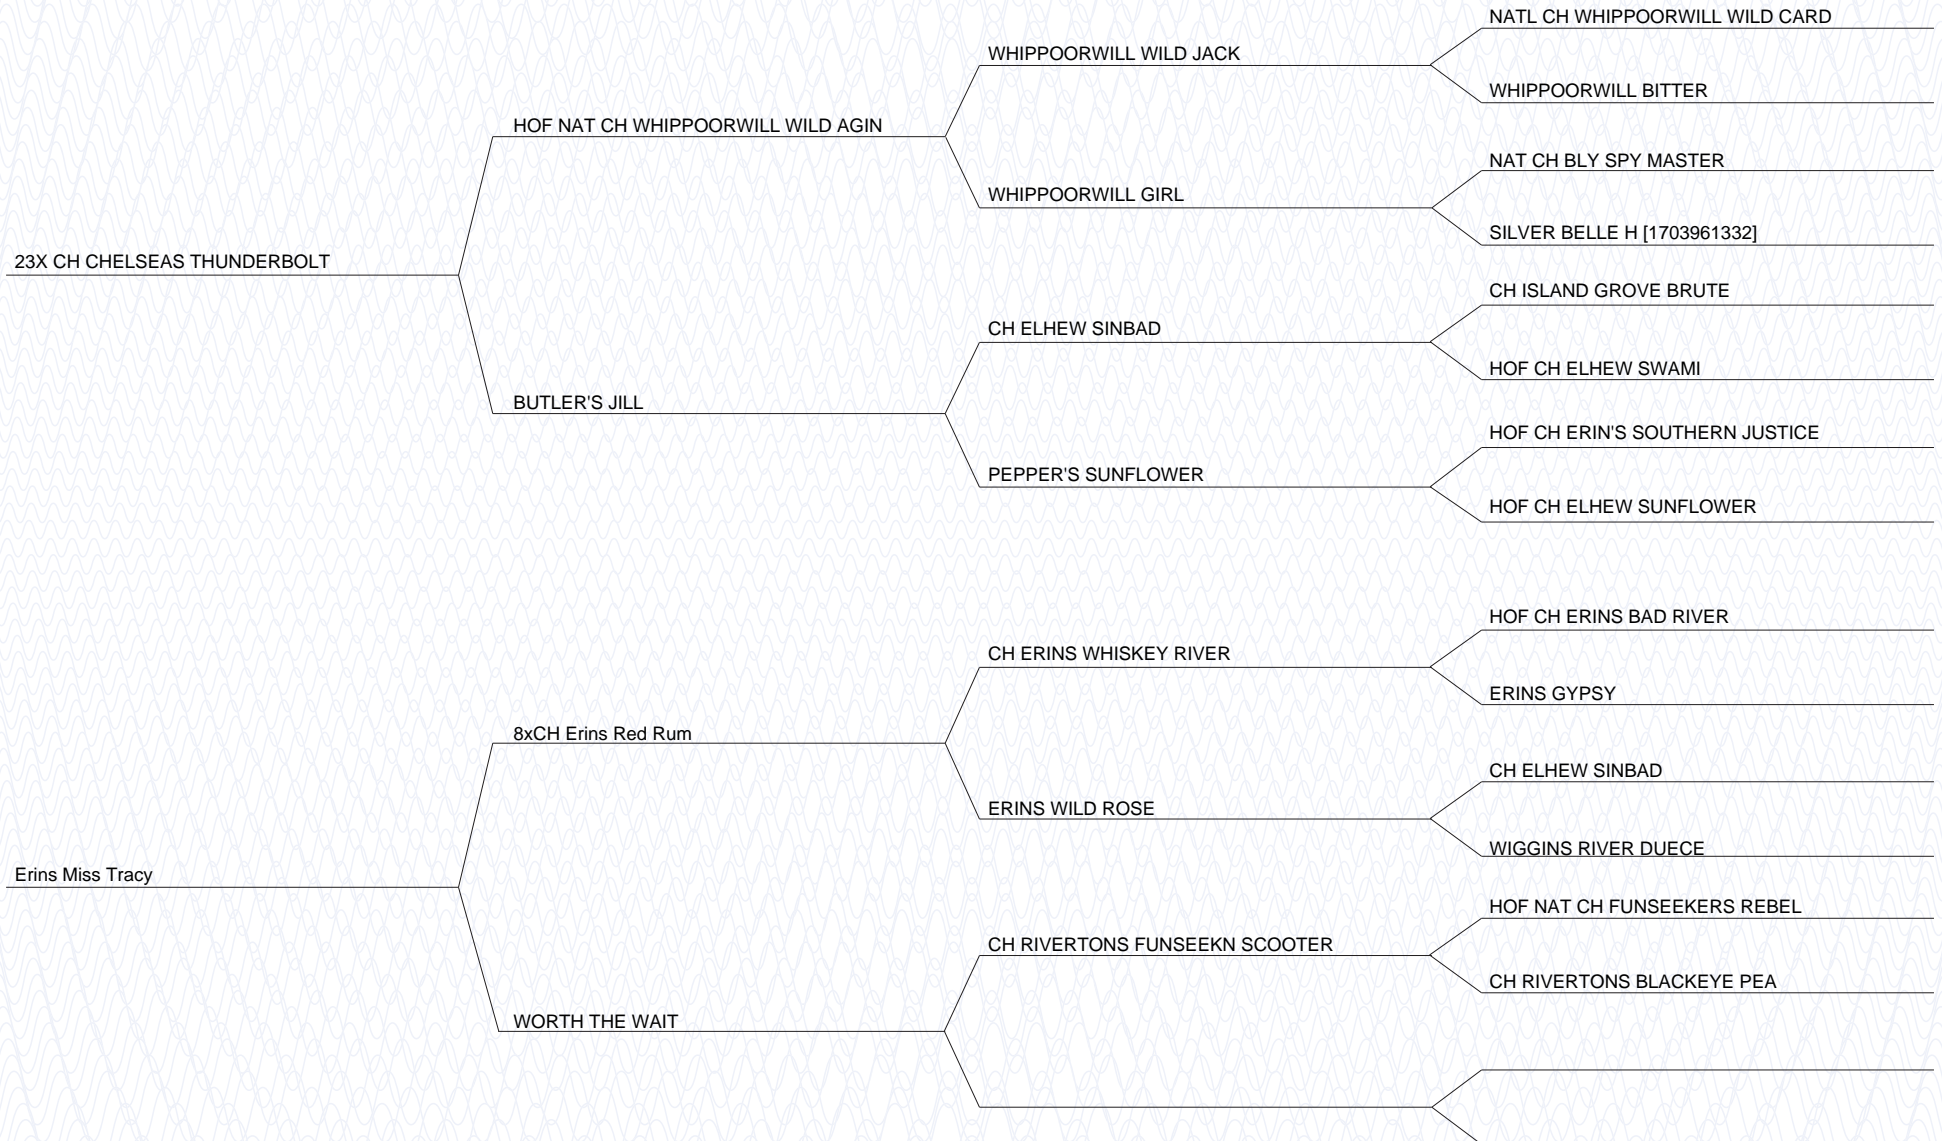 NATL CH WHIPPOORWILL WILD CARD
WHIPPOORWILL WILD JACK
WHIPPOORWILL BITTER
HOF NAT CH WHIPPOORWILL WILD AGIN
NAT CH BLY SPY MASTER
WHIPPOORWILL GIRL
SILVER BELLE H [1703961332]
23X CH CHELSEAS THUNDERBOLT
CH ISLAND GROVE BRUTE
CH ELHEW SINBAD
HOF CH ELHEW SWAMI
BUTLER'S JILL
HOF CH ERIN'S SOUTHERN JUSTICE
PEPPER'S SUNFLOWER
HOF CH ELHEW SUNFLOWER
HOF CH ERINS BAD RIVER
CH ERINS WHISKEY RIVER
ERINS GYPSY
8xCH Erins Red Rum
CH ELHEW SINBAD
ERINS WILD ROSE
WIGGINS RIVER DUECE
Erins Miss Tracy
HOF NAT CH FUNSEEKERS REBEL
CH RIVERTONS FUNSEEKN SCOOTER
CH RIVERTONS BLACKEYE PEA
WORTH THE WAIT